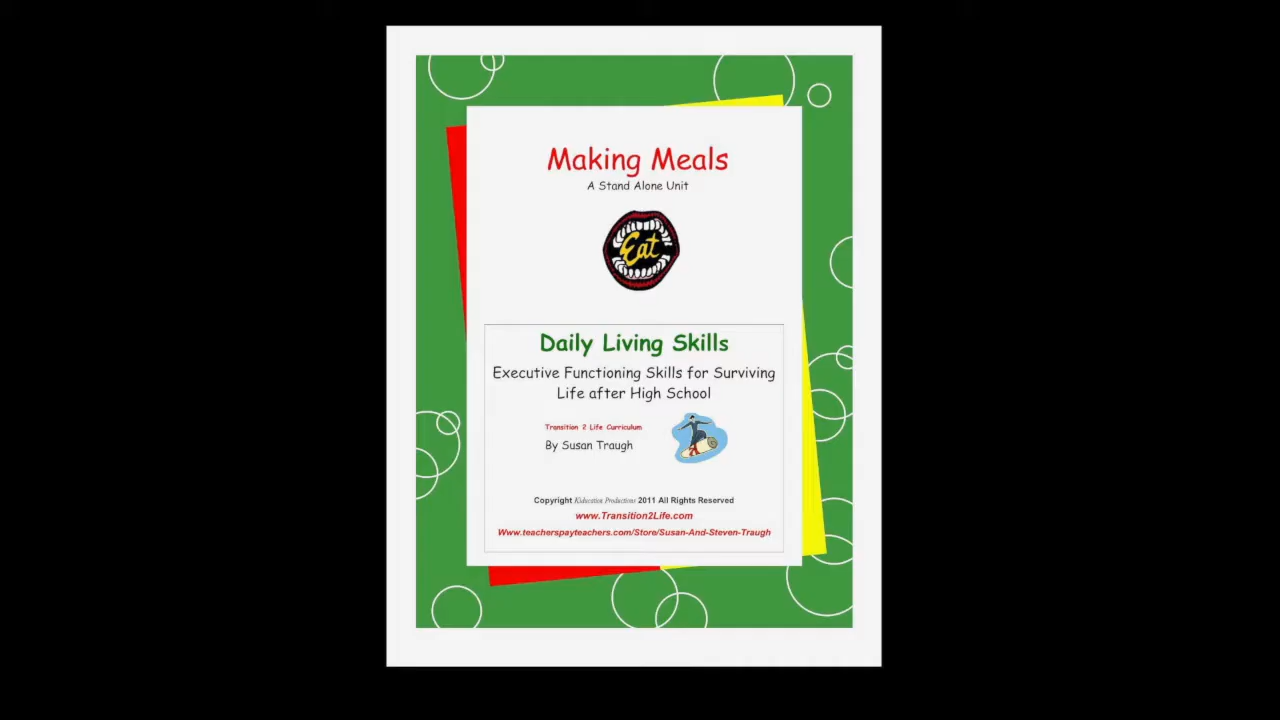 Making Meals
A Stand Alone Unit
Eat
Daily Living Skills
Executive Functioning Skills for Surviving
Life after High School
Transition 2 Life Curriculum
By Susan Traugh
Copyright Kiducation Productions 2011 All Rights Reserved
www.Transition2Life.com
Www.teacherspayteachers.com/Store/Susan-And-Steven-Traugh